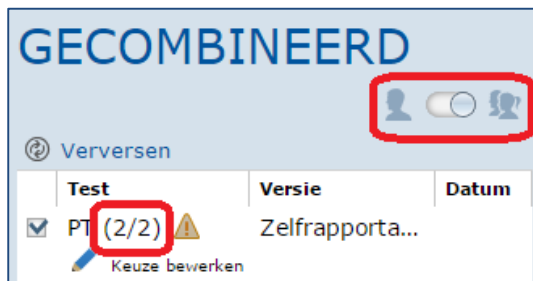 GECOMBINEERD
Verversen
Test Versie Datum
PT (2/2) Zelfrapporta...
Keuze bewerken